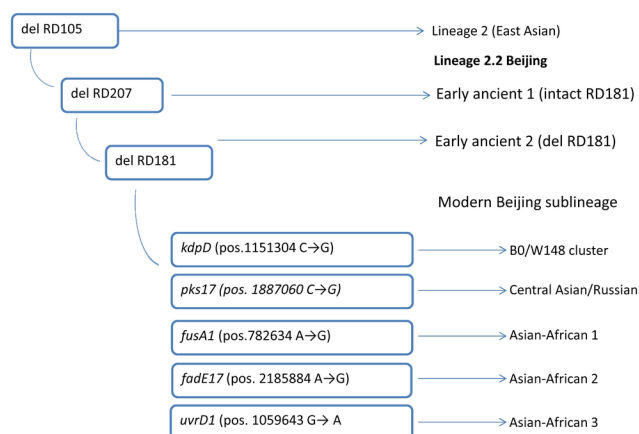 del RD105
Lineage 2 (East Asian)
Lineage 2.2 Beijing
del RD207
Early ancient 1 (intact RD181)
Early ancient 2 (del RD181)
del RD181
Modern Beijing sublineage
kdpD (pos.1151304 C→G)
B0/W148 cluster
pks17 (pos. 1887060 C→G)
Central Asian/Russian
fusA1 (pos.782634 A→G)
Asian-African 1
fadE17 (pos. 2185884 A→G)
Asian-African 2
uvrD1 (pos. 1059643 G→ A
Asian-African 3